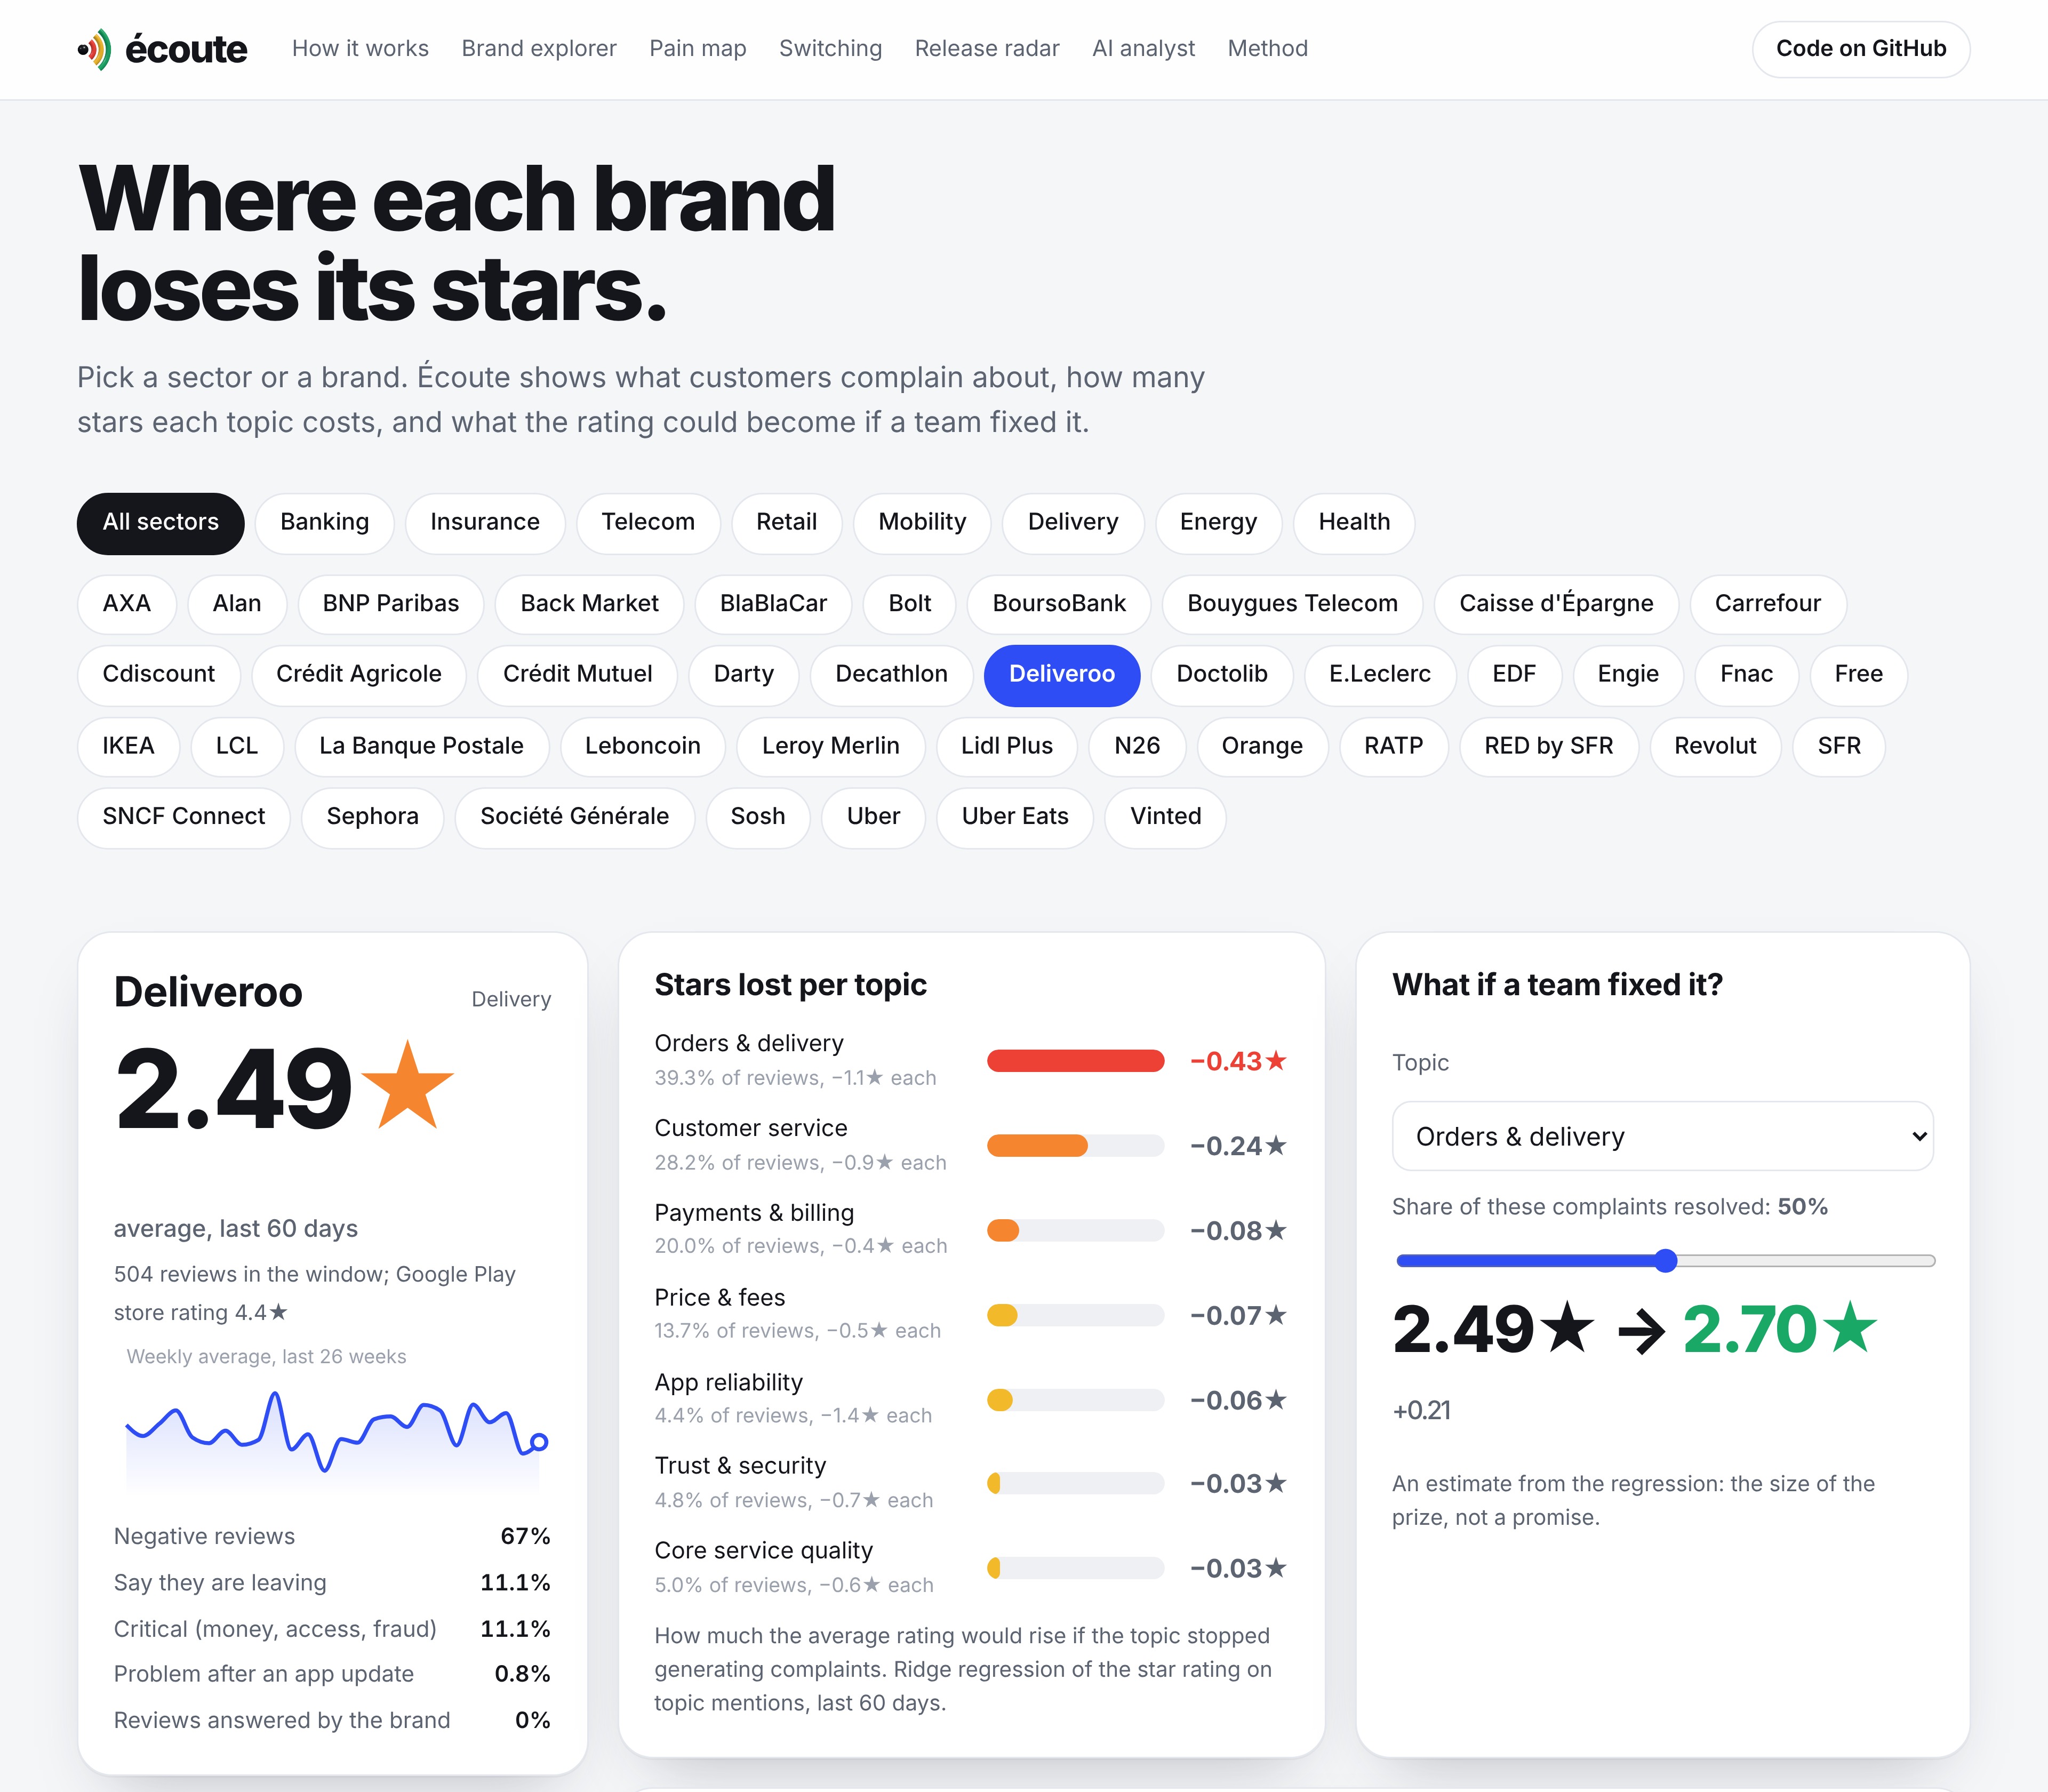 écoute
How it works
Brand explorer
Pain map
Switching
Release radar
AI analyst
Method
Code on GitHub
Where each brand
loses its stars.
Pick a sector or a brand. Écoute shows what customers complain about, how many
stars each topic costs, and what the rating could become if a team fixed it.
All sectors
Banking
Insurance
Telecom
Retail
Mobility
Delivery
Energy
Health
AXA
Alan
BNP Paribas
Back Market
BlaBlaCar
Bolt
BoursoBank
Bouygues Telecom
Caisse d'Épargne
Carrefour
Cdiscount
Crédit Agricole
Crédit Mutuel
Darty
Decathlon
Deliveroo
Doctolib
E.Leclerc
EDF
Engie
Fnac
Free
IKEA
LCL
La Banque Postale
Leboncoin
Leroy Merlin
Lidl Plus
N26
Orange
RATP
RED by SFR
Revolut
SFR
SNCF Connect
Sephora
Société Générale
Sosh
Uber
Uber Eats
Vinted
Deliveroo
Delivery
2.49★
average, last 60 days
504 reviews in the window; Google Play
store rating 4.4★
Weekly average, last 26 weeks
Negative reviews 67%
Say they are leaving 11.1%
Critical (money, access, fraud) 11.1%
Problem after an app update 0.8%
Reviews answered by the brand 0%
Stars lost per topic
Orders & delivery
39.3% of reviews, −1.1★ each
−0.43★
Customer service
28.2% of reviews, −0.9★ each
−0.24★
Payments & billing
20.0% of reviews, −0.4★ each
−0.08★
Price & fees
13.7% of reviews, −0.5★ each
−0.07★
App reliability
4.4% of reviews, −1.4★ each
−0.06★
Trust & security
4.8% of reviews, −0.7★ each
−0.03★
Core service quality
5.0% of reviews, −0.6★ each
−0.03★
How much the average rating would rise if the topic stopped
generating complaints. Ridge regression of the star rating on
topic mentions, last 60 days.
What if a team fixed it?
Topic
Orders & delivery
Share of these complaints resolved: 50%
2.49★ → 2.70★
+0.21
An estimate from the regression: the size of the
prize, not a promise.